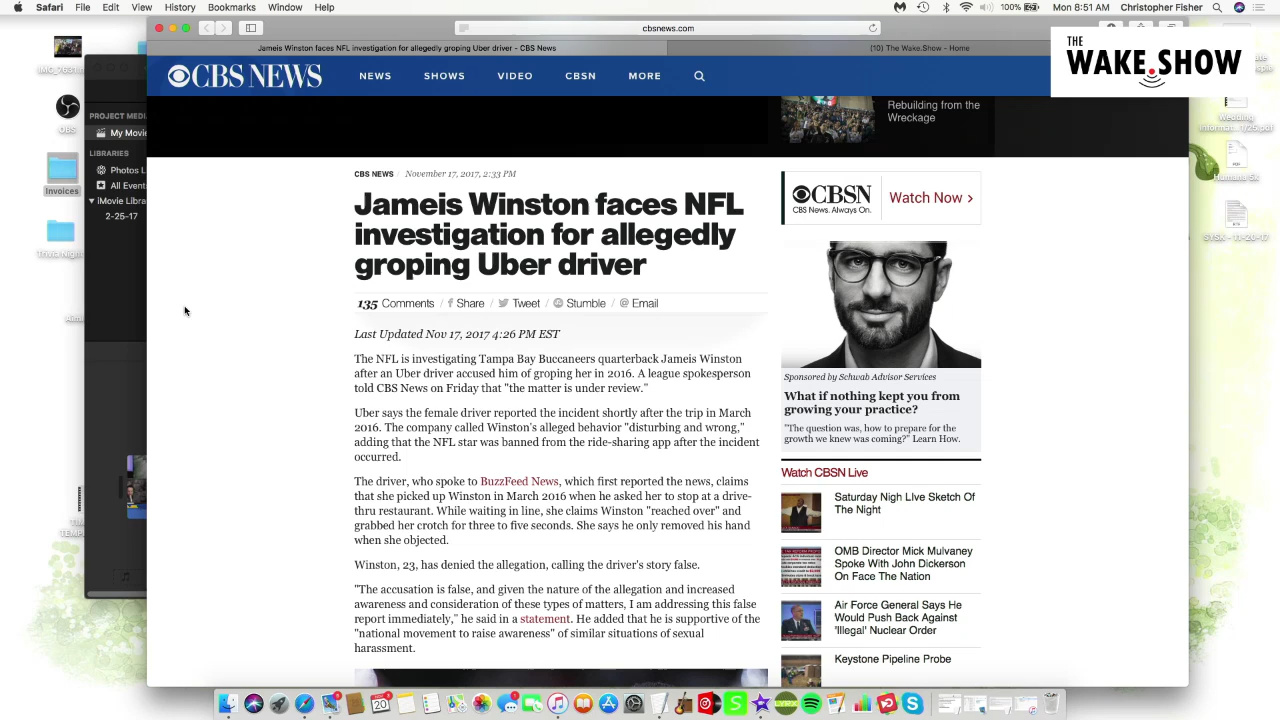 Safari File Edit View History Bookmarks Window Help
100% Mon 8:51 AM Christopher Fisher
cbsnews.com
Jameis Winston faces NFL investigation for allegedly groping Uber driver - CBS News
(10) The Wake.Show - Home
THE
WAKE.SHOW
CBS NEWS NEWS SHOWS VIDEO CBSN MORE
Rebuilding from the
Wreckage
OBS
Invoices
Trivia Night
PROJECT MEDI
My Movie
LIBRARIES
Photos L
All Event
iMovie Libra
2-25-17
CBS NEWS / November 17, 2017, 2:33 PM
Jameis Winston faces NFL
investigation for allegedly
groping Uber driver
135 Comments / Share / Tweet / Stumble / Email
Last Updated Nov 17, 2017 4:26 PM EST
The NFL is investigating Tampa Bay Buccaneers quarterback Jameis Winston
after an Uber driver accused him of groping her in 2016. A league spokesperson
told CBS News on Friday that "the matter is under review."
Uber says the female driver reported the incident shortly after the trip in March
2016. The company called Winston's alleged behavior "disturbing and wrong,"
adding that the NFL star was banned from the ride-sharing app after the incident
occurred.
The driver, who spoke to BuzzFeed News, which first reported the news, claims
that she picked up Winston in March 2016 when he asked her to stop at a drive-
thru restaurant. While waiting in line, she claims Winston "reached over" and
grabbed her crotch for three to five seconds. She says he only removed his hand
when she objected.
Winston, 23, has denied the allegation, calling the driver's story false.
"The accusation is false, and given the nature of the allegation and increased
awareness and consideration of these types of matters, I am addressing this false
report immediately," he said in a statement. He added that he is supportive of the
"national movement to raise awareness" of similar situations of sexual
harassment.
CBSN
CBS News. Always On.
Watch Now >
Sponsored by Schwab Advisor Services
What if nothing kept you from
growing your practice?
"The question was, how to prepare for the
growth we knew was coming?" Learn How.
Watch CBSN Live
Saturday Nigh LIve Sketch Of
The Night
OMB Director Mick Mulvaney
Spoke With John Dickerson
On Face The Nation
Air Force General Says He
Would Push Back Against
'Illegal' Nuclear Order
Keystone Pipeline Probe
Wedding
Humana 5k
SYSK - 11-20-17
NOV
20